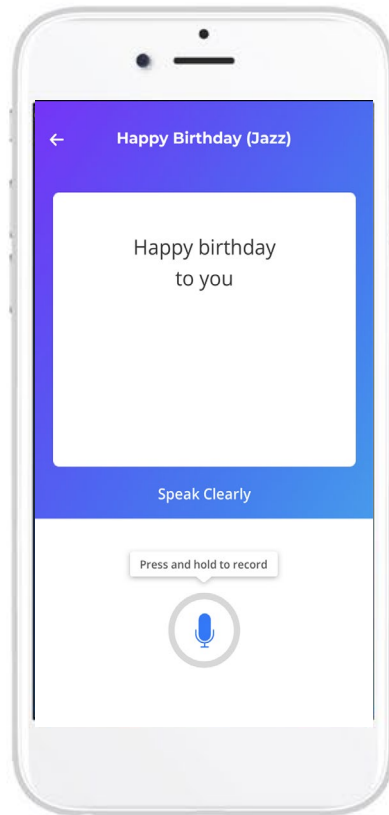 Happy Birthday (Jazz)
Happy birthday
to you
Speak Clearly
Press and hold to record